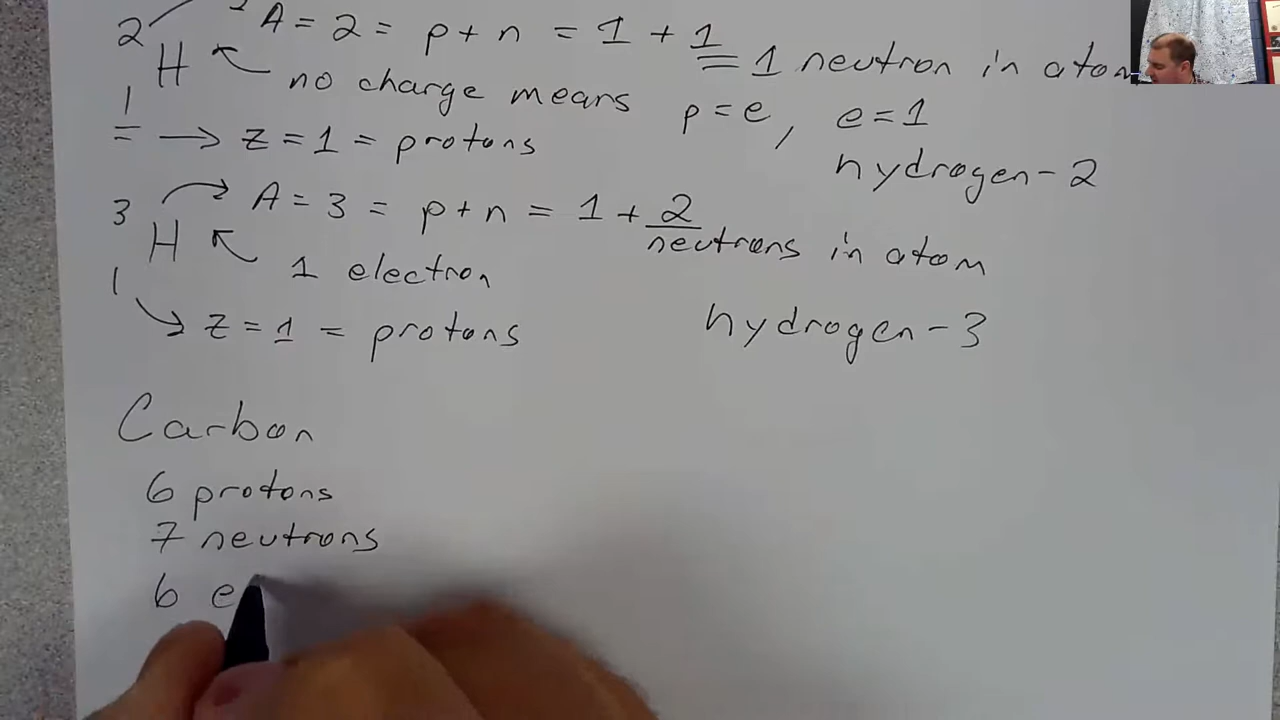 2 A = 2 = p + n = 1 + 1
H no charge means = 1 neutron in atom
1 p = e, e = 1
→ z = 1 = protons hydrogen-2
3 A = 3 = p + n = 1 + 2
H neutrons in atom
1 1 electron
z = 1 = protons hydrogen-3
Carbon
6 protons
7 neutrons
6 e